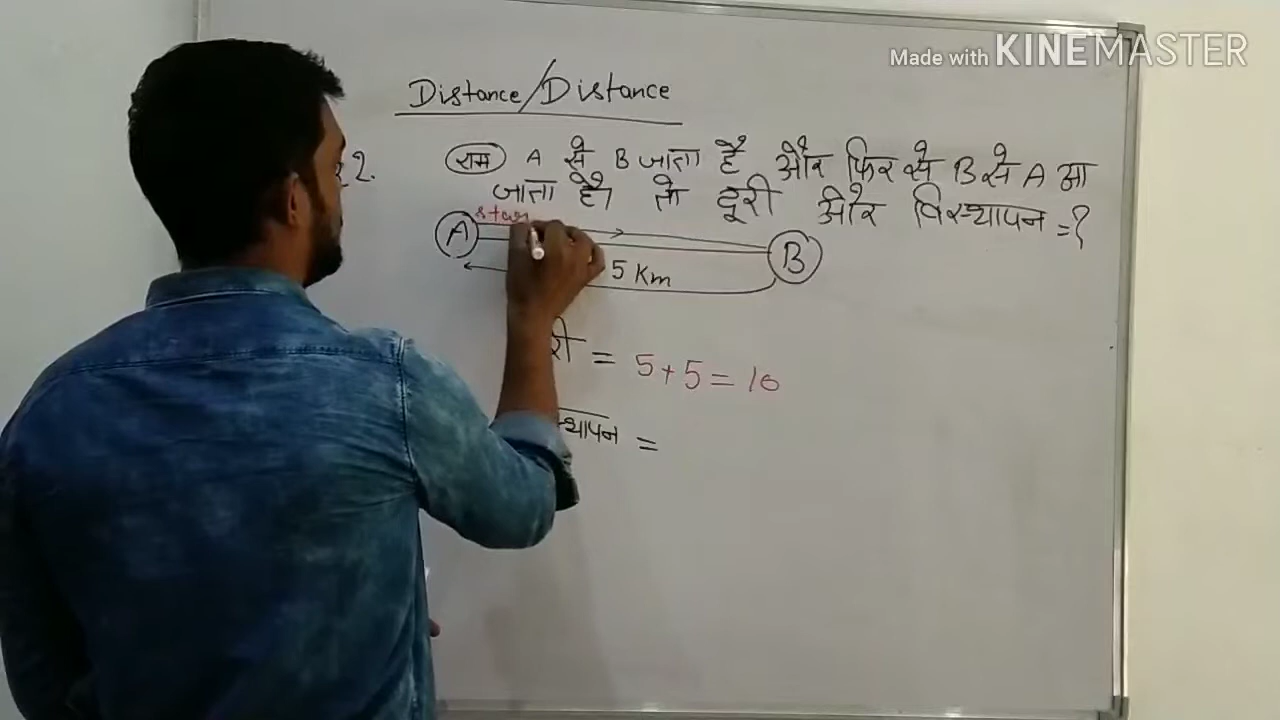 Made with KINEMASTER
Distance/Distance
2. राम A से B जाता है और फिर से B से A आ
जाता है। तो दूरी और विस्थापन = ?
A B
5 Km
= 5 + 5 = 10
=